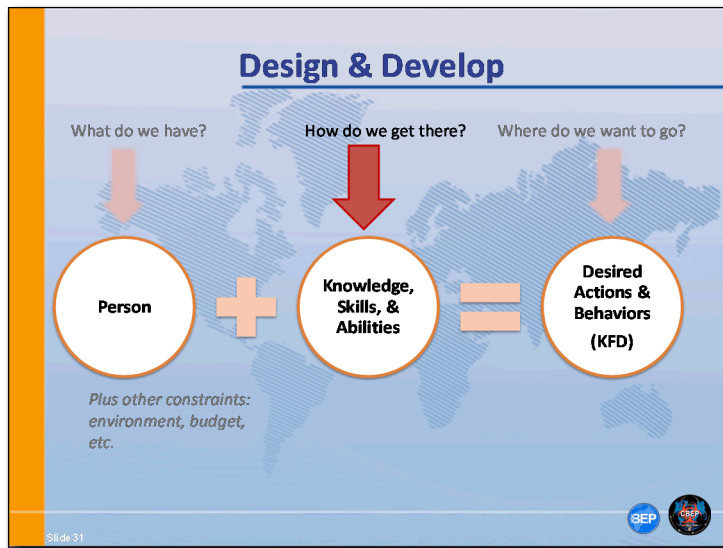 Design & Develop
What do we have?
How do we get there?
Where do we want to go?
Person
Knowledge,
Skills, &
Abilities
Desired
Actions &
Behaviors
(KFD)
Plus other constraints:
environment, budget,
etc.
BEP
CBEP
Slide 31